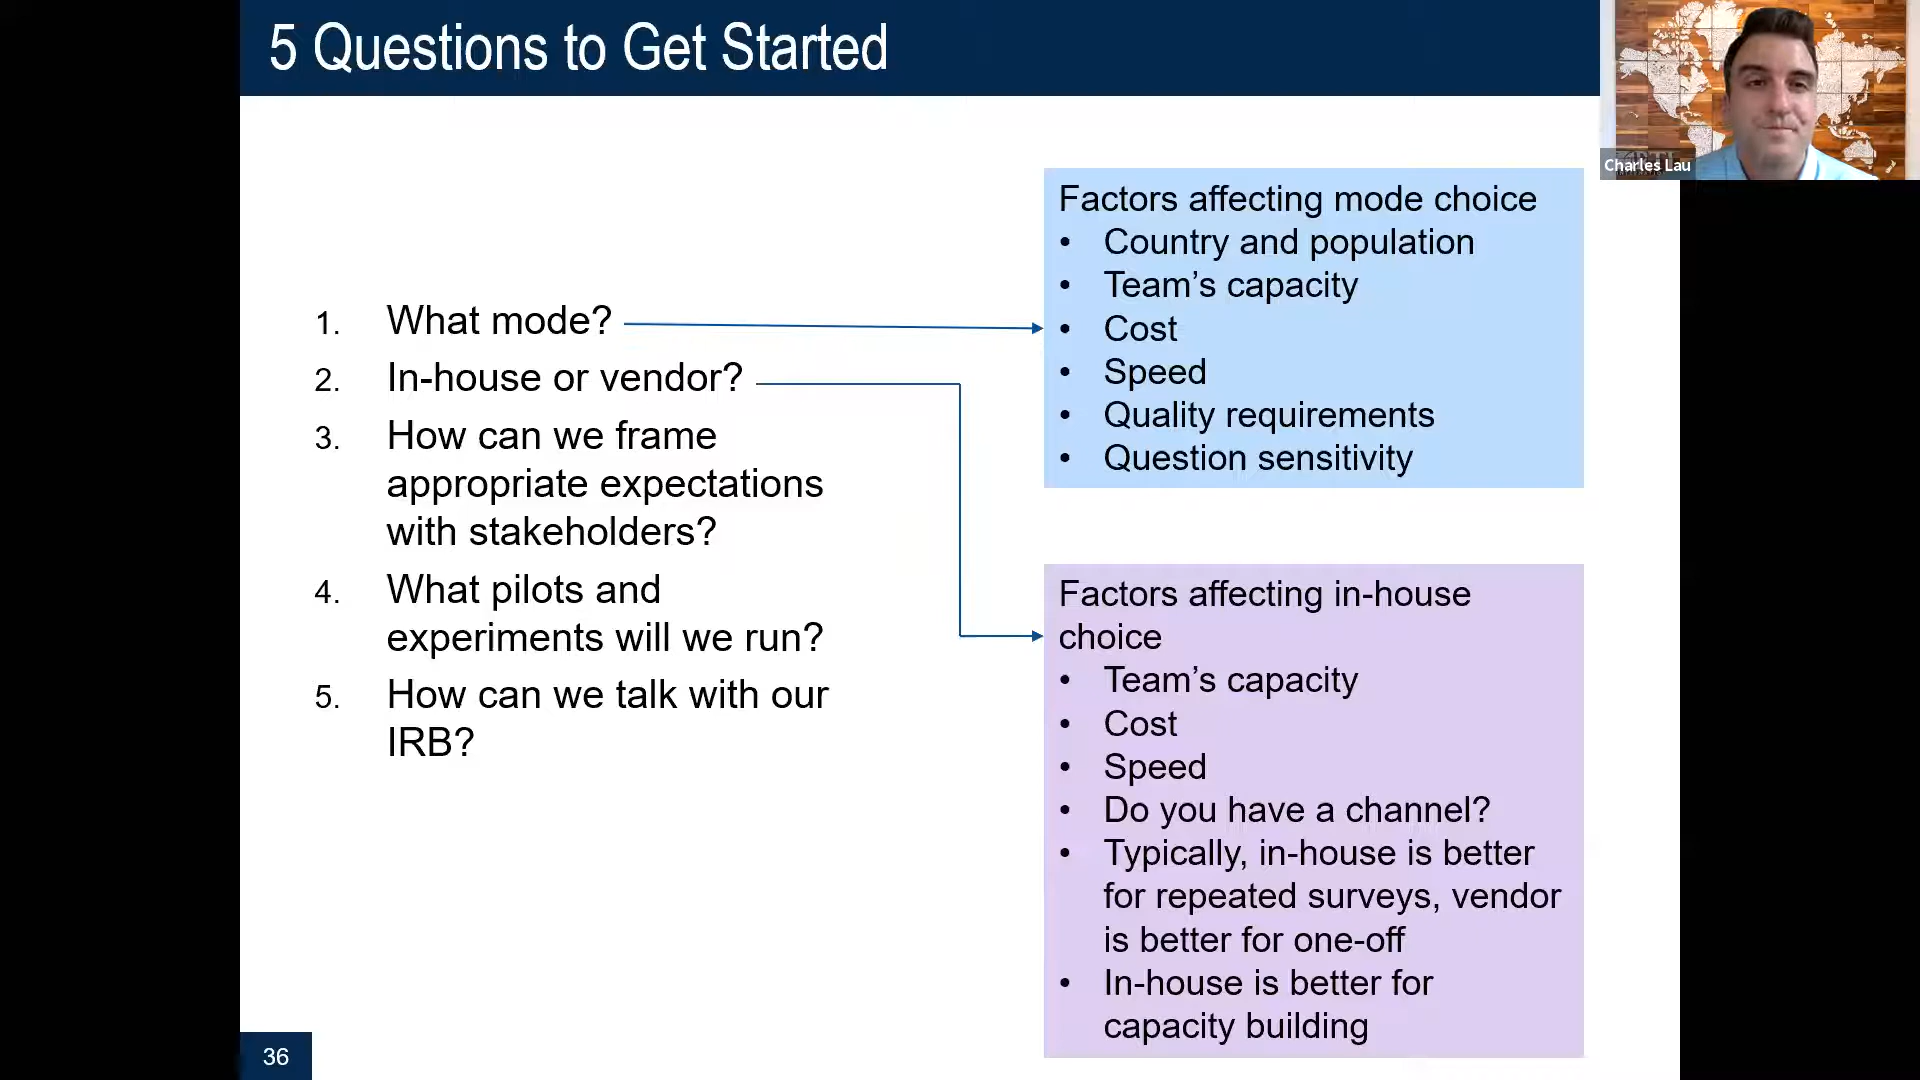 5 Questions to Get Started
Charles Lau
1. What mode?
2. In-house or vendor?
3. How can we frame
appropriate expectations
with stakeholders?
4. What pilots and
experiments will we run?
5. How can we talk with our
IRB?
Factors affecting mode choice
• Country and population
• Team’s capacity
• Cost
• Speed
• Quality requirements
• Question sensitivity
Factors affecting in-house
choice
• Team’s capacity
• Cost
• Speed
• Do you have a channel?
• Typically, in-house is better
for repeated surveys, vendor
is better for one-off
• In-house is better for
capacity building
36